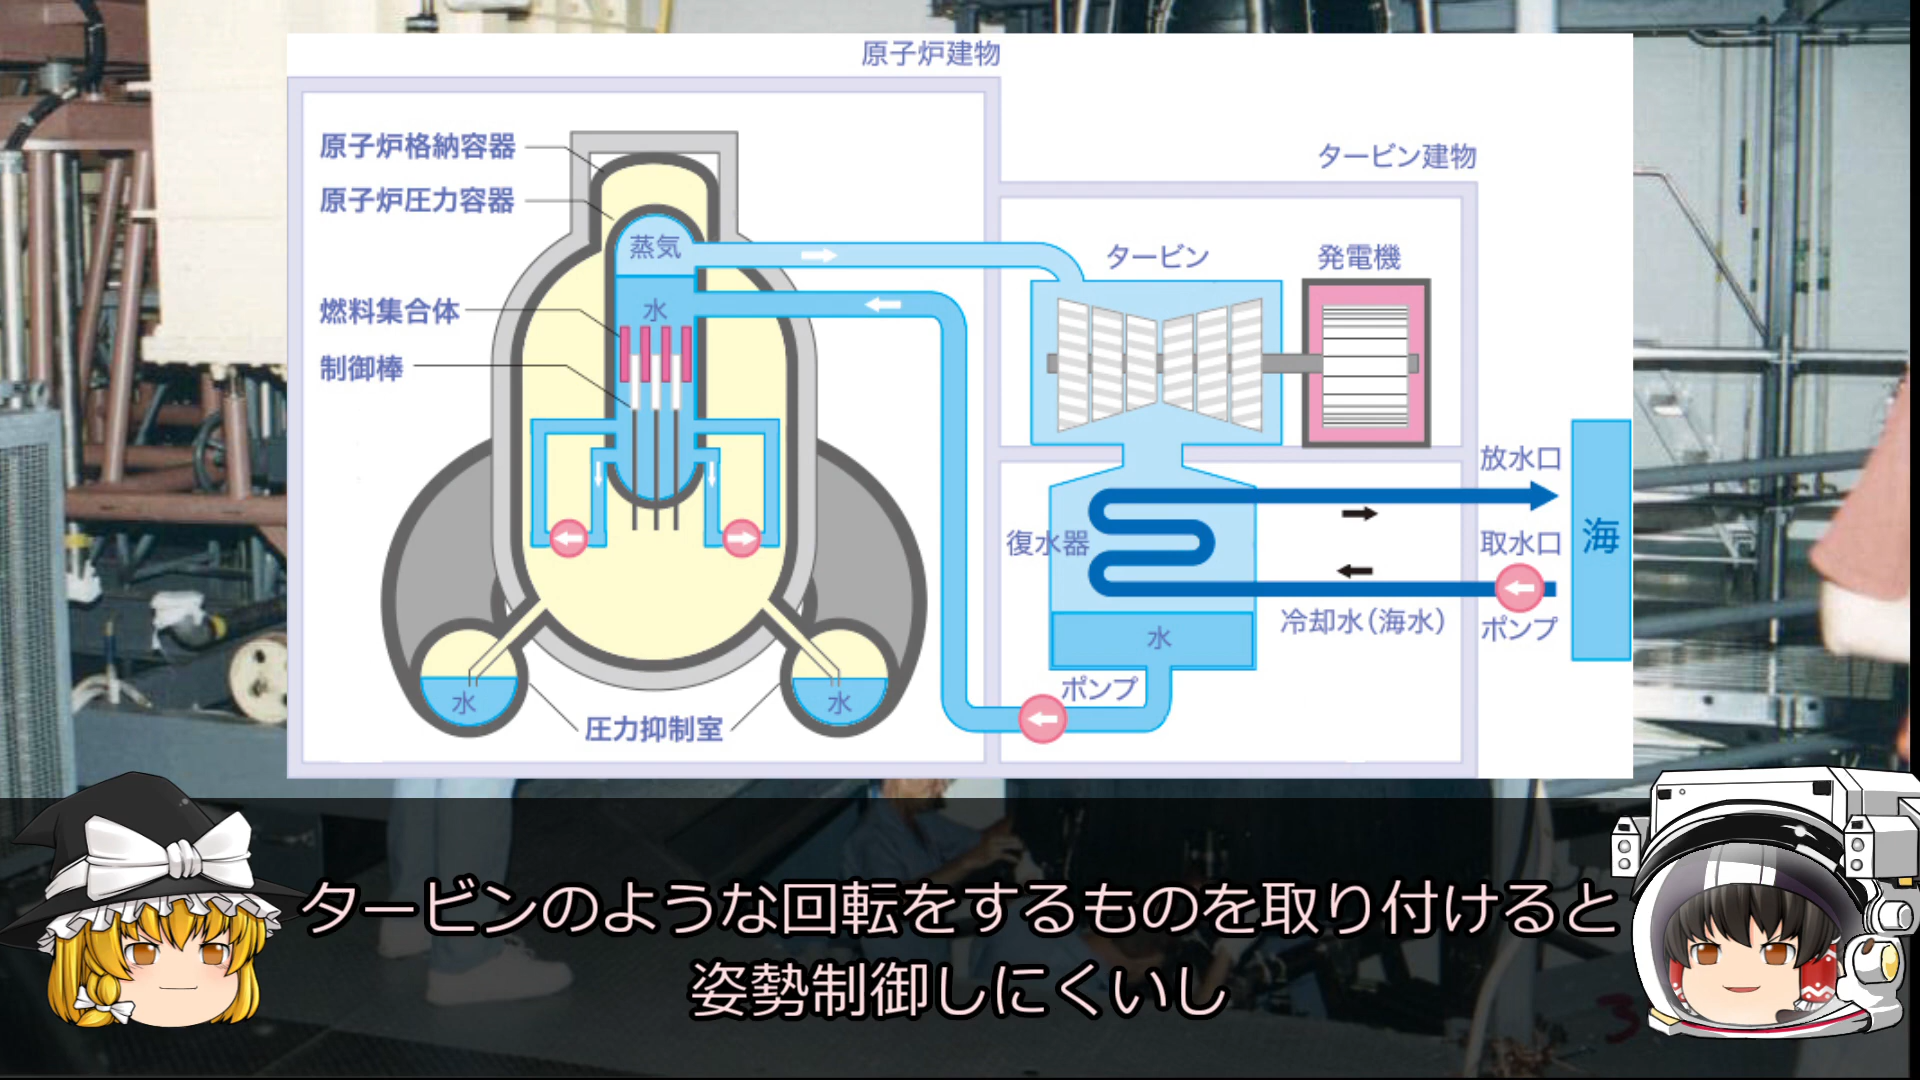 原子炉建物
原子炉格納容器
原子炉圧力容器
蒸気
水
燃料集合体
制御棒
水
水
圧力抑制室
タービン建物
タービン
発電機
復水器
水
ポンプ
放水口
取水口
冷却水(海水)
ポンプ
海
タービンのような回転をするものを取り付けると
姿勢制御しにくいし